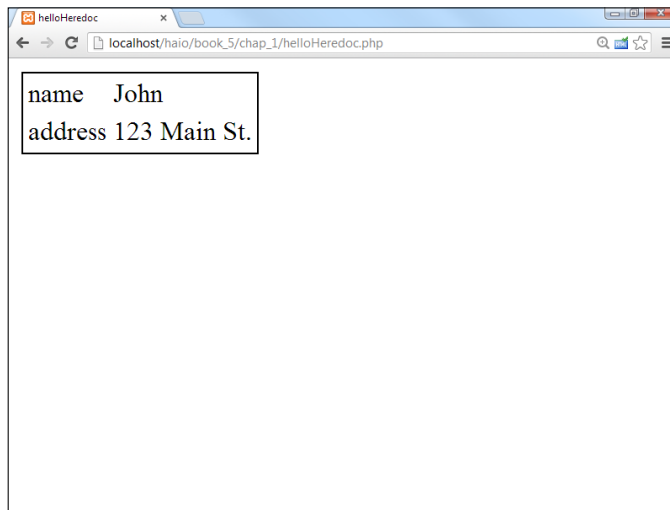 helloHeredoc
localhost/haio/book_5/chap_1/helloHeredoc.php
name John
address 123 Main St.